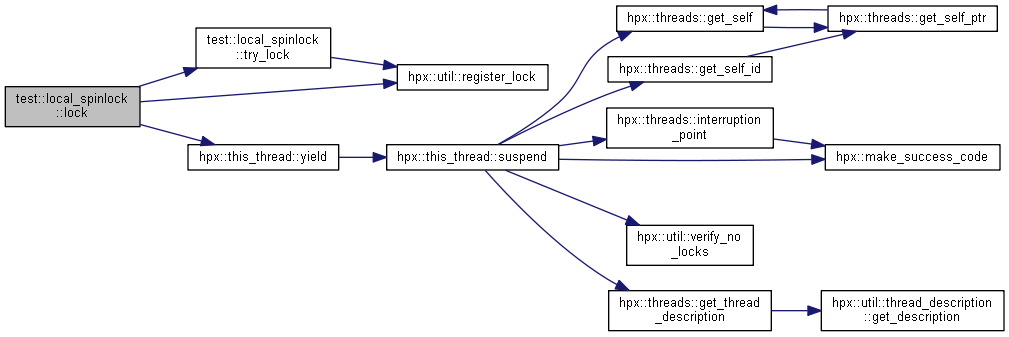 test::local_spinlock
::lock
test::local_spinlock
::try_lock
hpx::util::register_lock
hpx::this_thread::yield
hpx::this_thread::suspend
hpx::threads::get_self
hpx::threads::get_self_ptr
hpx::threads::get_self_id
hpx::threads::interruption
_point
hpx::make_success_code
hpx::util::verify_no
_locks
hpx::threads::get_thread
_description
hpx::util::thread_description
::get_description